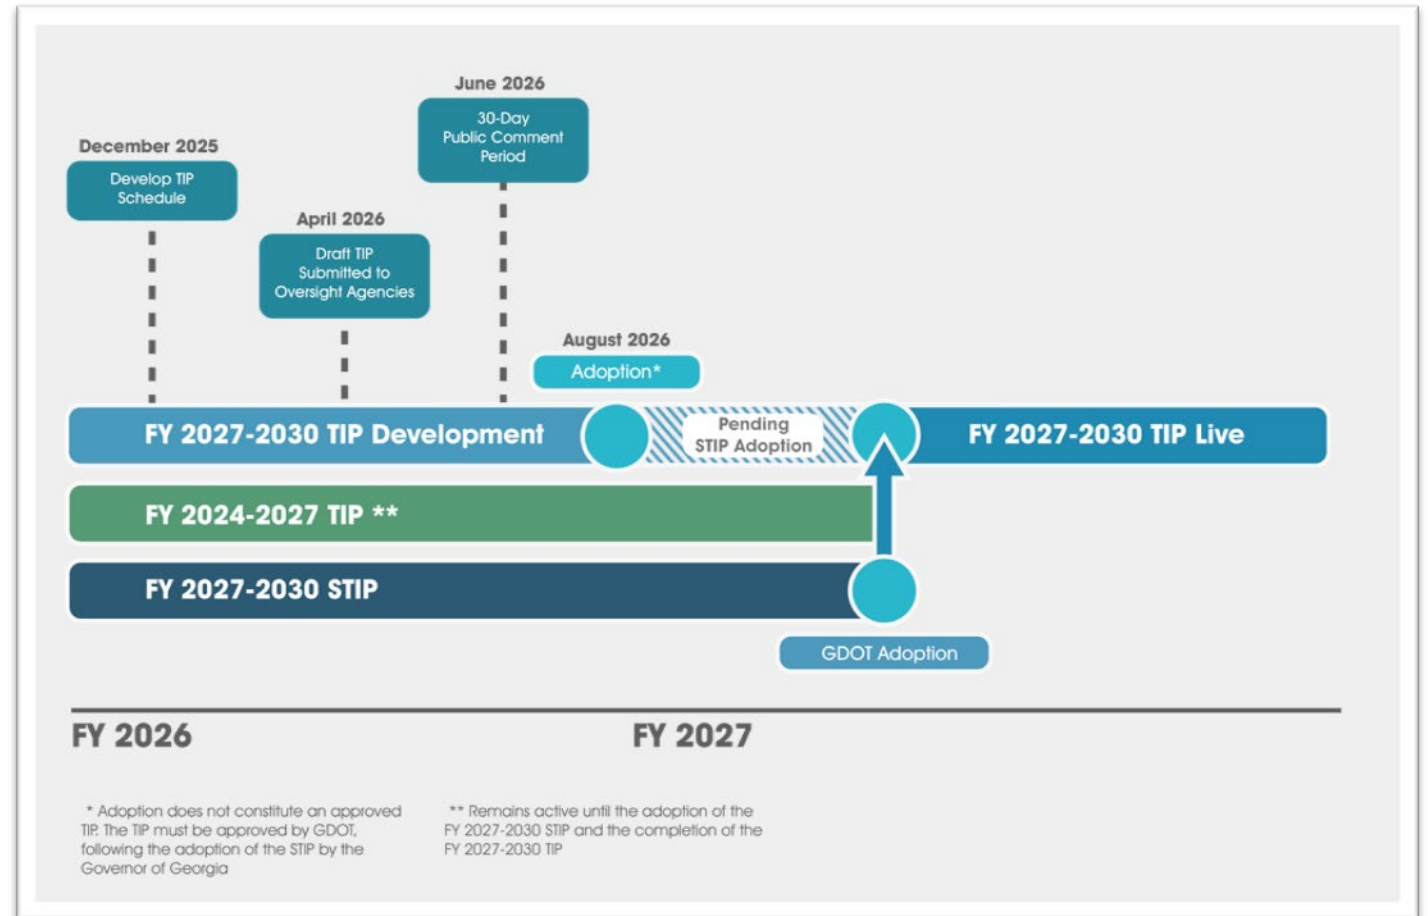 June 2026
30-Day
Public Comment
Period
December 2025
Develop TIP
Schedule
April 2026
Draft TIP
Submitted to
Oversight Agencies
August 2026
Adoption*
FY 2027-2030 TIP Development
Pending
STIP Adoption
FY 2027-2030 TIP Live
FY 2024-2027 TIP **
FY 2027-2030 STIP
GDOT Adoption
FY 2026
FY 2027
* Adoption does not constitute an approved
TIP. The TIP must be approved by GDOT,
following the adoption of the STIP by the
Governor of Georgia
** Remains active until the adoption of the
FY 2027-2030 STIP and the completion of the
FY 2027-2030 TIP